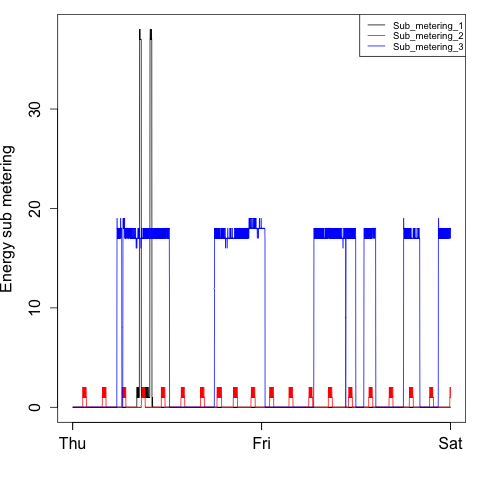 Sub_metering_1
Sub_metering_2
Sub_metering_3
Energy sub metering
30
20
10
0
Thu Fri Sat